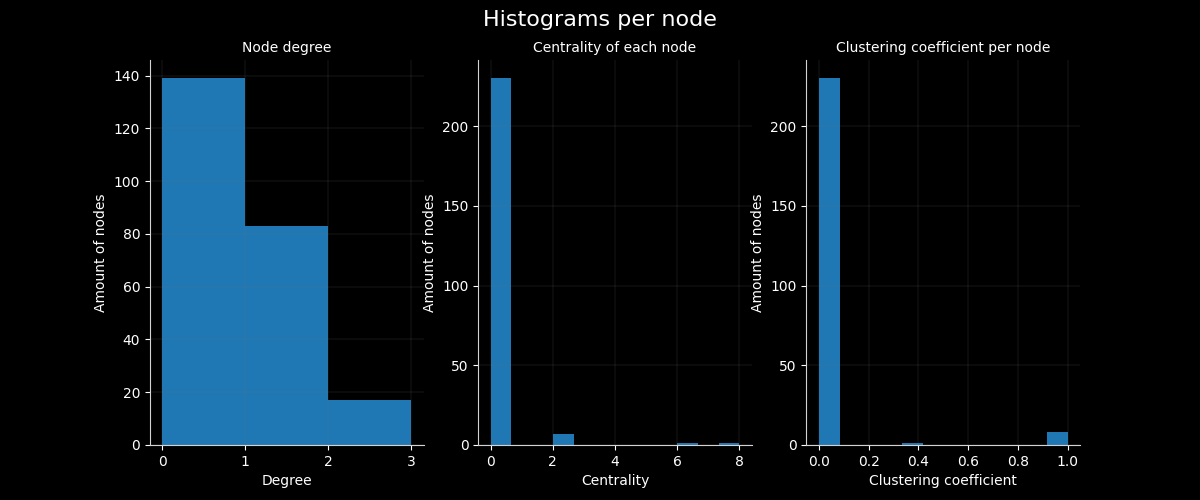 Histograms per node
Node degree
Amount of nodes
140
120
100
80
60
40
20
0
0 1 2 3
Degree
Centrality of each node
Amount of nodes
200
150
100
50
0
0 2 4 6 8
Centrality
Clustering coefficient per node
Amount of nodes
200
150
100
50
0
0.0 0.2 0.4 0.6 0.8 1.0
Clustering coefficient